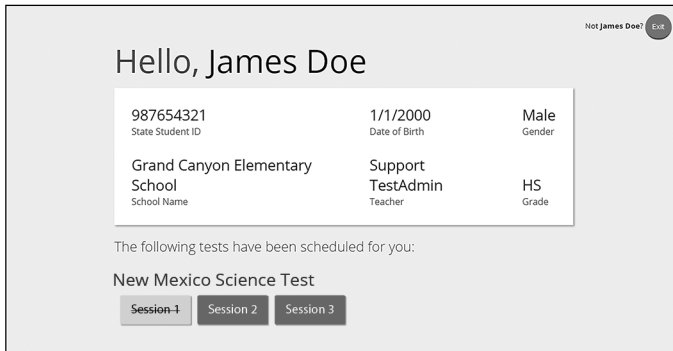 Not James Doe? Exit
Hello, James Doe
987654321 1/1/2000 Male
State Student ID Date of Birth Gender
Grand Canyon Elementary Support
School TestAdmin HS
School Name Teacher Grade
The following tests have been scheduled for you:
New Mexico Science Test
Session 1 Session 2 Session 3